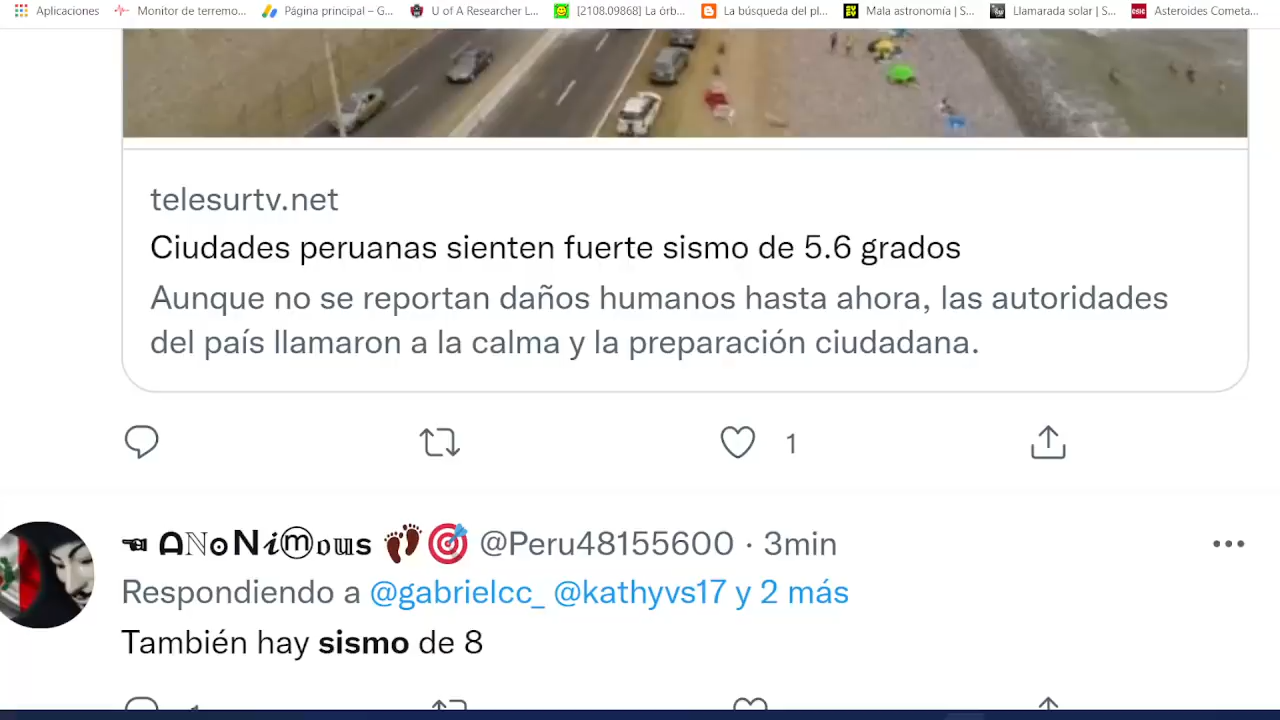 Aplicaciones Monitor de terremo... Página principal – G... U of A Researcher L... [2108.09868] La òrb... La búsqueda del pl... Mala astronomía | S... Llamarada solar | S... Asteroides Cometa...
telesurtv.net
Ciudades peruanas sienten fuerte sismo de 5.6 grados
Aunque no se reportan daños humanos hasta ahora, las autoridades
del país llamaron a la calma y la preparación ciudadana.
1
☜ ᗩℕoN𝒊ⓜ𝕠𝕦s 👣🎯 @Peru48155600 · 3min
Respondiendo a @gabrielcc_ @kathyvs17 y 2 más
También hay sismo de 8